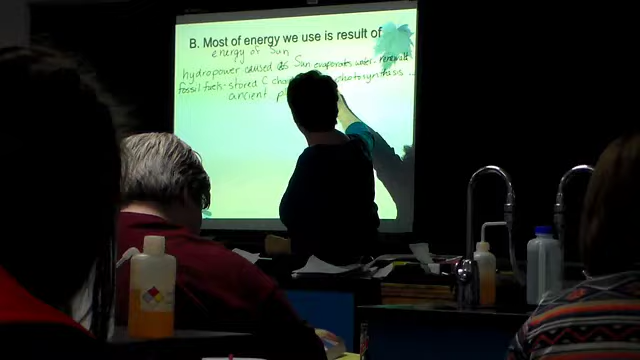 B. Most of energy we use is result of
energy of Sun
hydropower caused as Sun evaporates water - renewable
fossil fuels - stored C photosynthesis ...
ancient